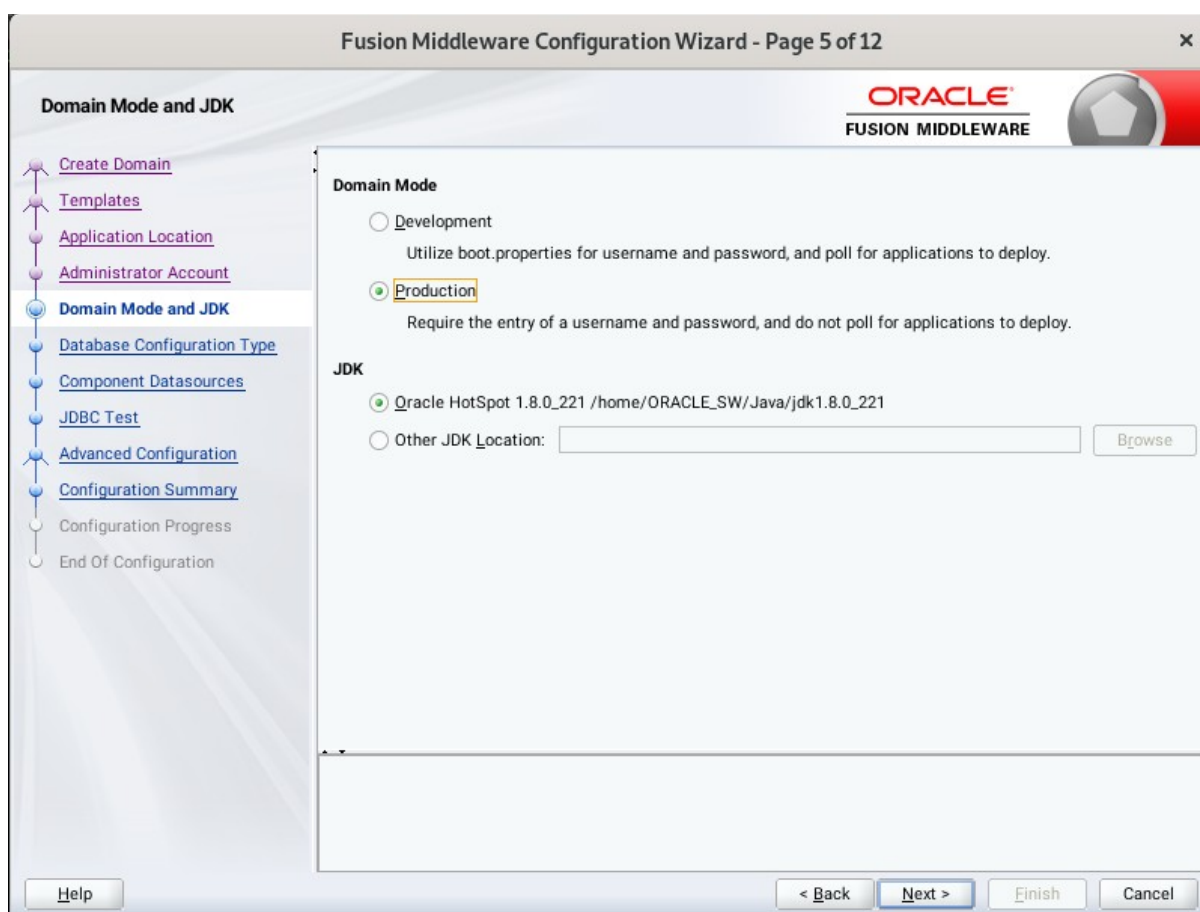 Fusion Middleware Configuration Wizard - Page 5 of 12
Domain Mode and JDK
ORACLE
FUSION MIDDLEWARE
Create Domain
Templates
Application Location
Administrator Account
Domain Mode and JDK
Database Configuration Type
Component Datasources
JDBC Test
Advanced Configuration
Configuration Summary
Configuration Progress
End Of Configuration
Domain Mode
Development
Utilize boot.properties for username and password, and poll for applications to deploy.
Production
Require the entry of a username and password, and do not poll for applications to deploy.
JDK
Oracle HotSpot 1.8.0_221 /home/ORACLE_SW/Java/jdk1.8.0_221
Other JDK Location: Browse
Help < Back Next > Finish Cancel